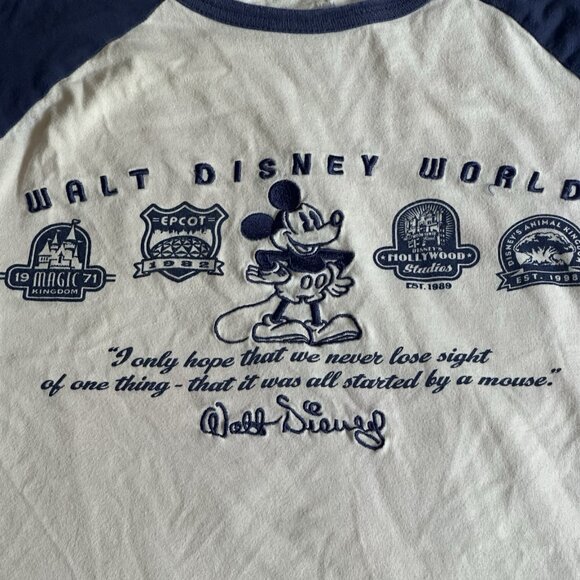 WALT DISNEY WORLD
19 MAGIC 71
KINGDOM
EPCOT
1982
DISNEY'S
HOLLYWOOD
Studios
EST. 1989
DISNEY'S ANIMAL KIN
EST. 1998
"I only hope that we never lose sight
of one thing - that it was all started by a mouse."
Walt Disney